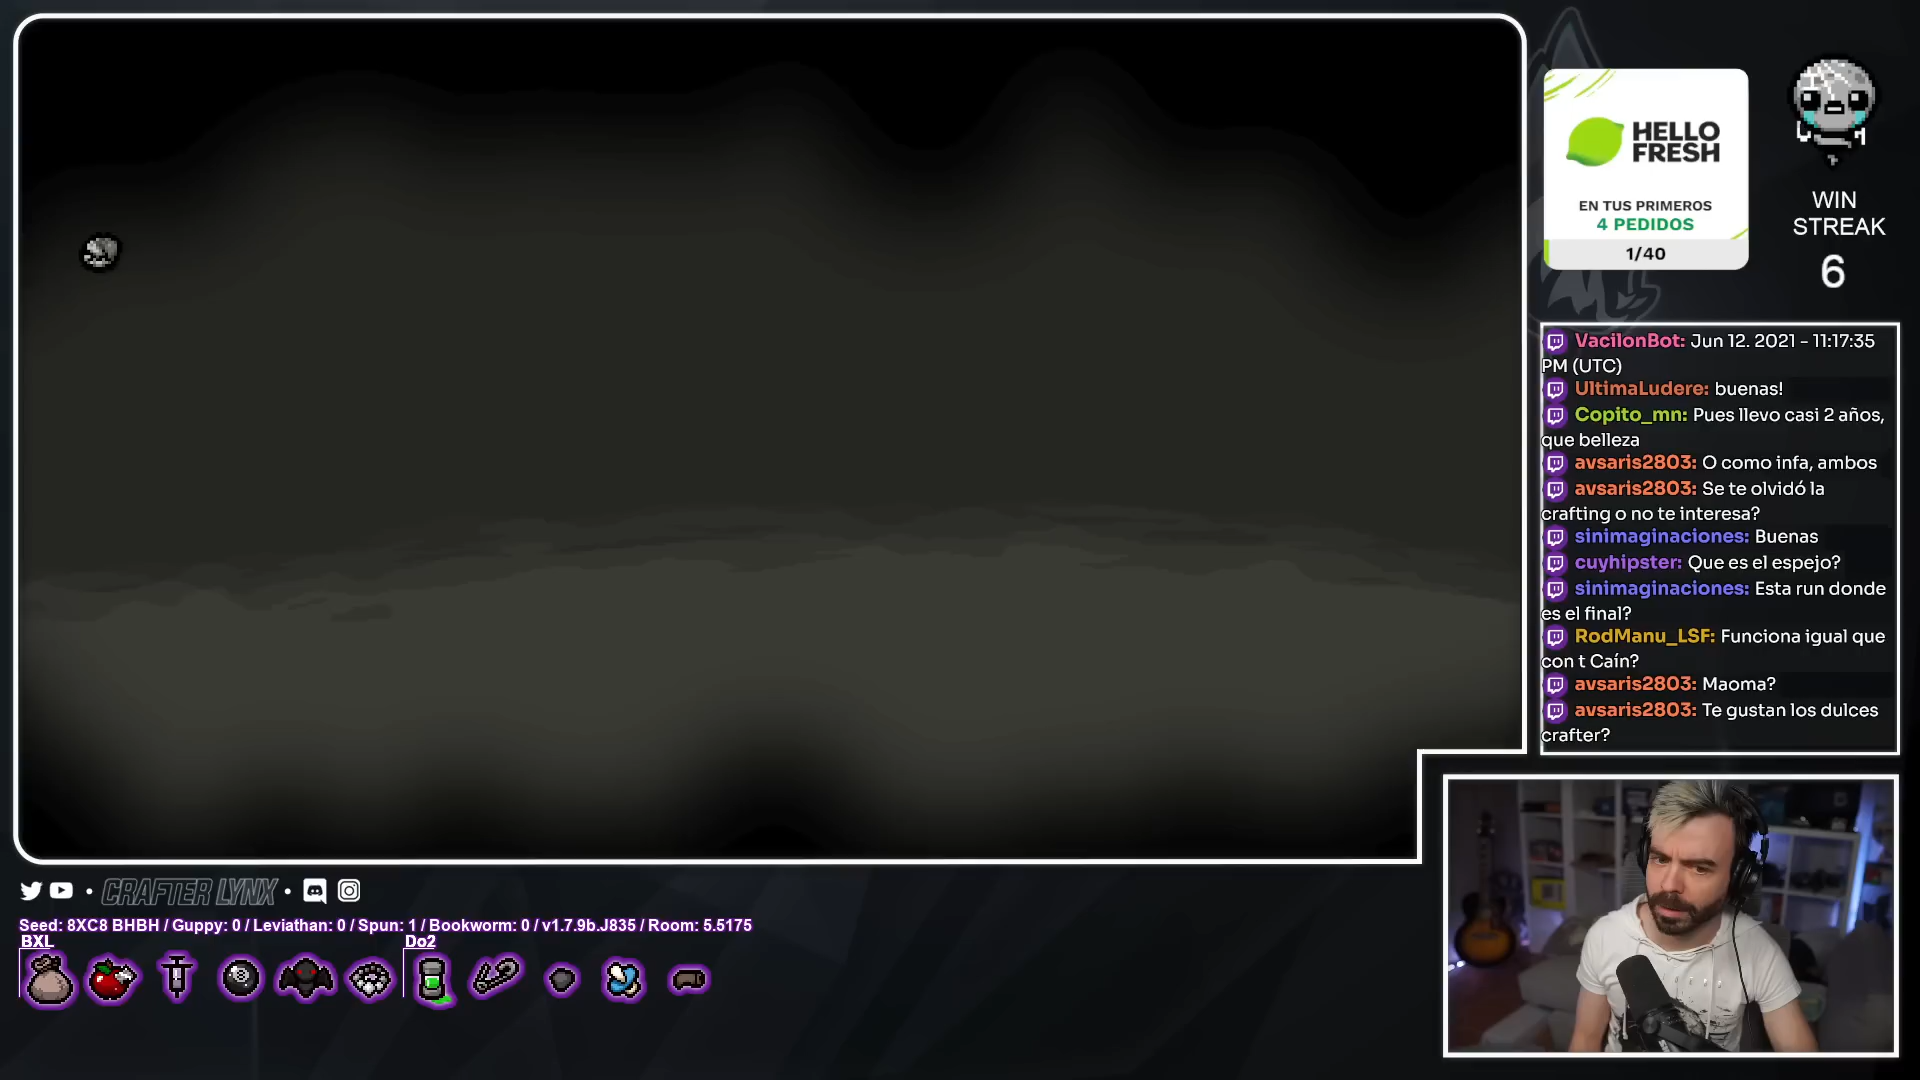 HELLO
FRESH
EN TUS PRIMEROS
4 PEDIDOS
1/40
WIN
STREAK
6
VacilonBot: Jun 12. 2021 - 11:17:35
PM (UTC)
UltimaLudere: buenas!
Copito_mn: Pues llevo casi 2 años,
que belleza
avsaris2803: O como infa, ambos
avsaris2803: Se te olvidó la
crafting o no te interesa?
sinimaginaciones: Buenas
cuyhipster: Que es el espejo?
sinimaginaciones: Esta run donde
es el final?
RodManu_LSF: Funciona igual que
con t Caín?
avsaris2803: Maoma?
avsaris2803: Te gustan los dulces
crafter?
• CRAFTER LYNX •
Seed: 8XC8 BHBH / Guppy: 0 / Leviathan: 0 / Spun: 1 / Bookworm: 0 / v1.7.9b.J835 / Room: 5.5175
BXL
Do2